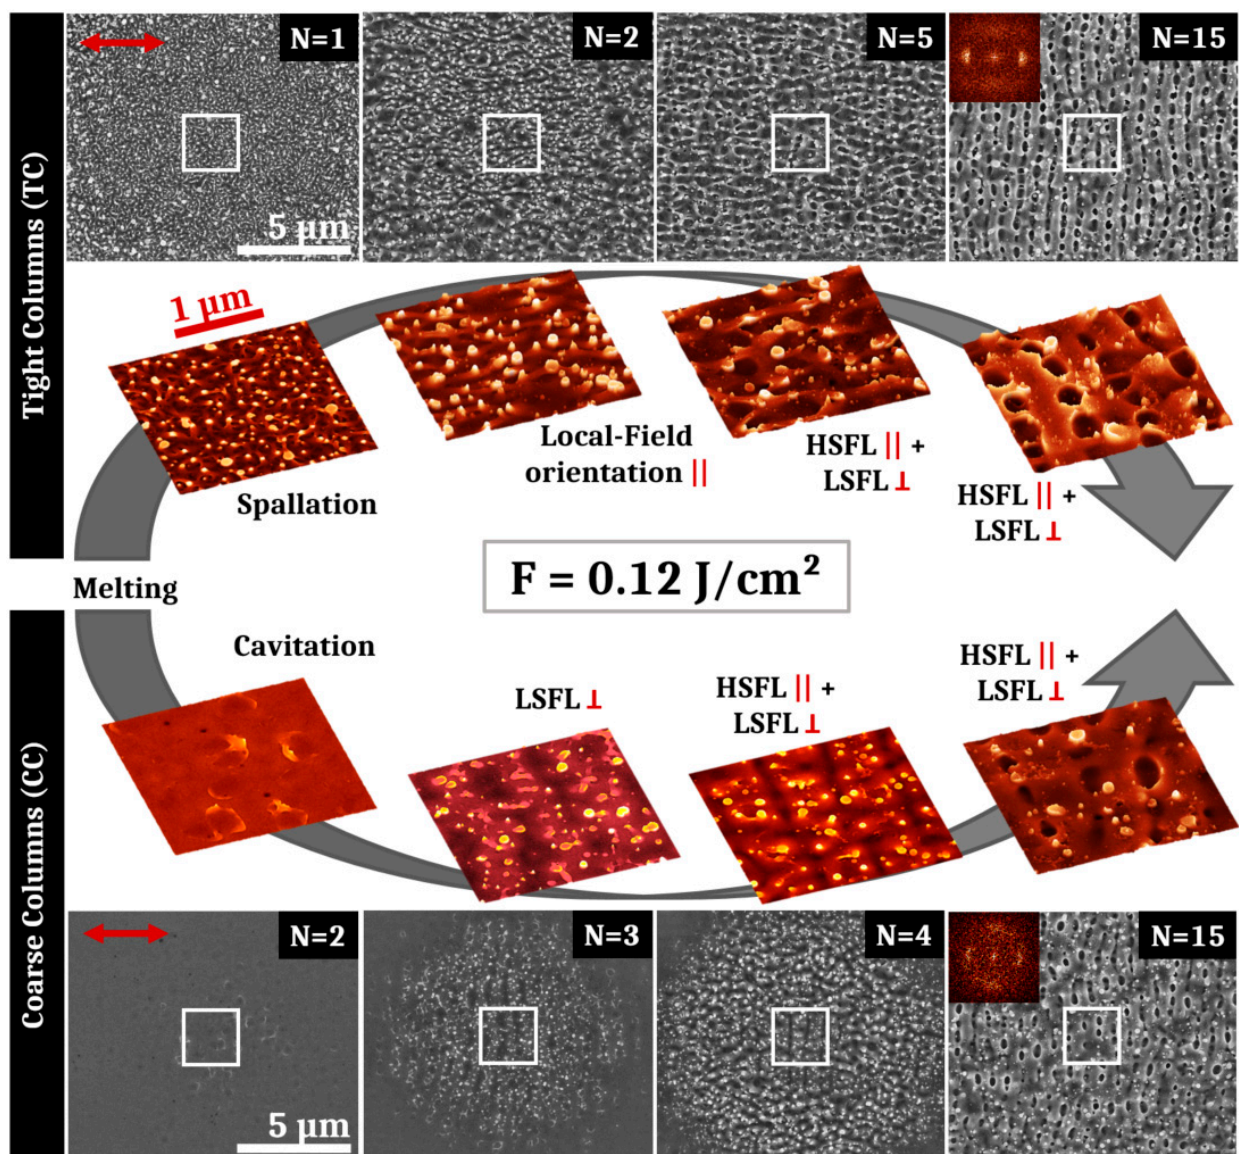 Tight Columns (TC)
N=1
N=2
N=5
N=15
5 μm
1 μm
Spallation
Local-Field
orientation ||
HSFL || +
LSFL ⊥
HSFL || +
LSFL ⊥
F = 0.12 J/cm²
Melting
Coarse Columns (CC)
Cavitation
LSFL ⊥
HSFL || +
LSFL ⊥
HSFL || +
LSFL ⊥
N=2
N=3
N=4
N=15
5 μm